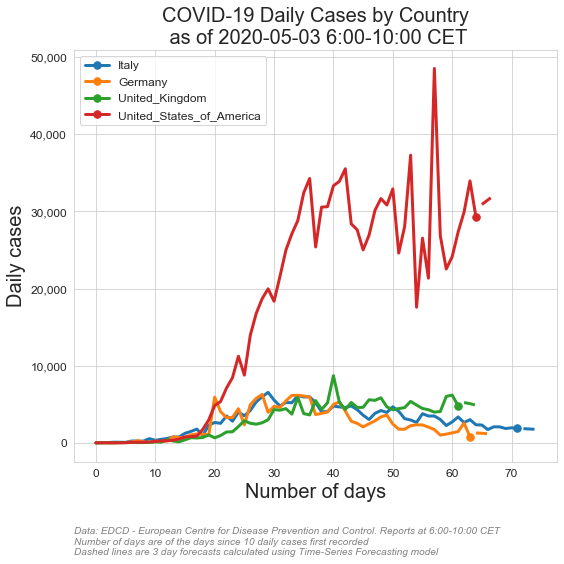 COVID-19 Daily Cases by Country
as of 2020-05-03 6:00-10:00 CET
Italy
Germany
United_Kingdom
United_States_of_America
50,000
40,000
30,000
20,000
10,000
0
Daily cases
0 10 20 30 40 50 60 70
Number of days
Data: EDCD - European Centre for Disease Prevention and Control. Reports at 6:00-10:00 CET
Number of days are of the days since 10 daily cases first recorded
Dashed lines are 3 day forecasts calculated using Time-Series Forecasting model